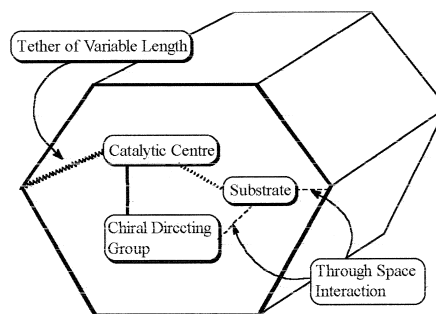 Tether of Variable Length
Catalytic Centre
Substrate
Chiral Directing
Group
Through Space
Interaction